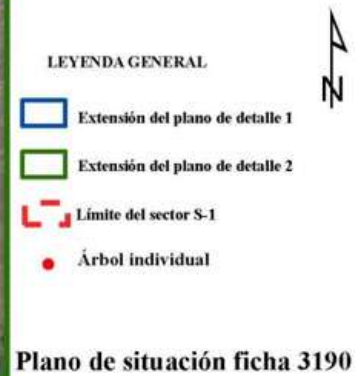 N
LEYENDA GENERAL
Extensión del plano de detalle 1
Extensión del plano de detalle 2
Límite del sector S-1
Árbol individual
Plano de situación ficha 3190